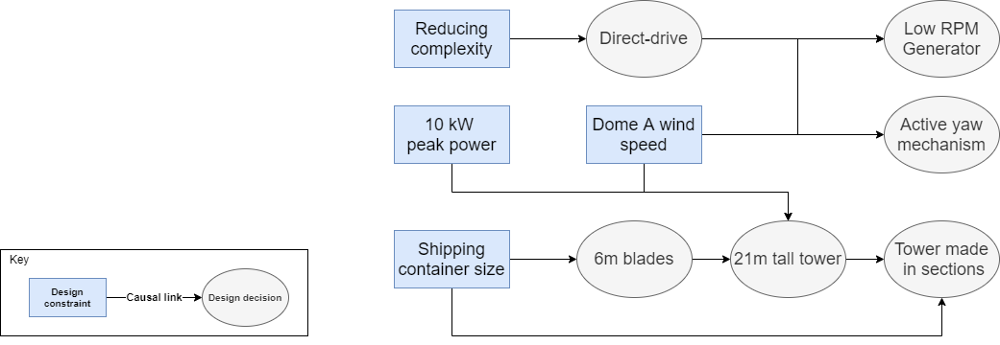 Reducing
complexity
Direct-drive
Low RPM
Generator
10 kW
peak power
Dome A wind
speed
Active yaw
mechanism
Shipping
container size
6m blades
21m tall tower
Tower made
in sections
Key
Design
constraint
Causal link
Design decision